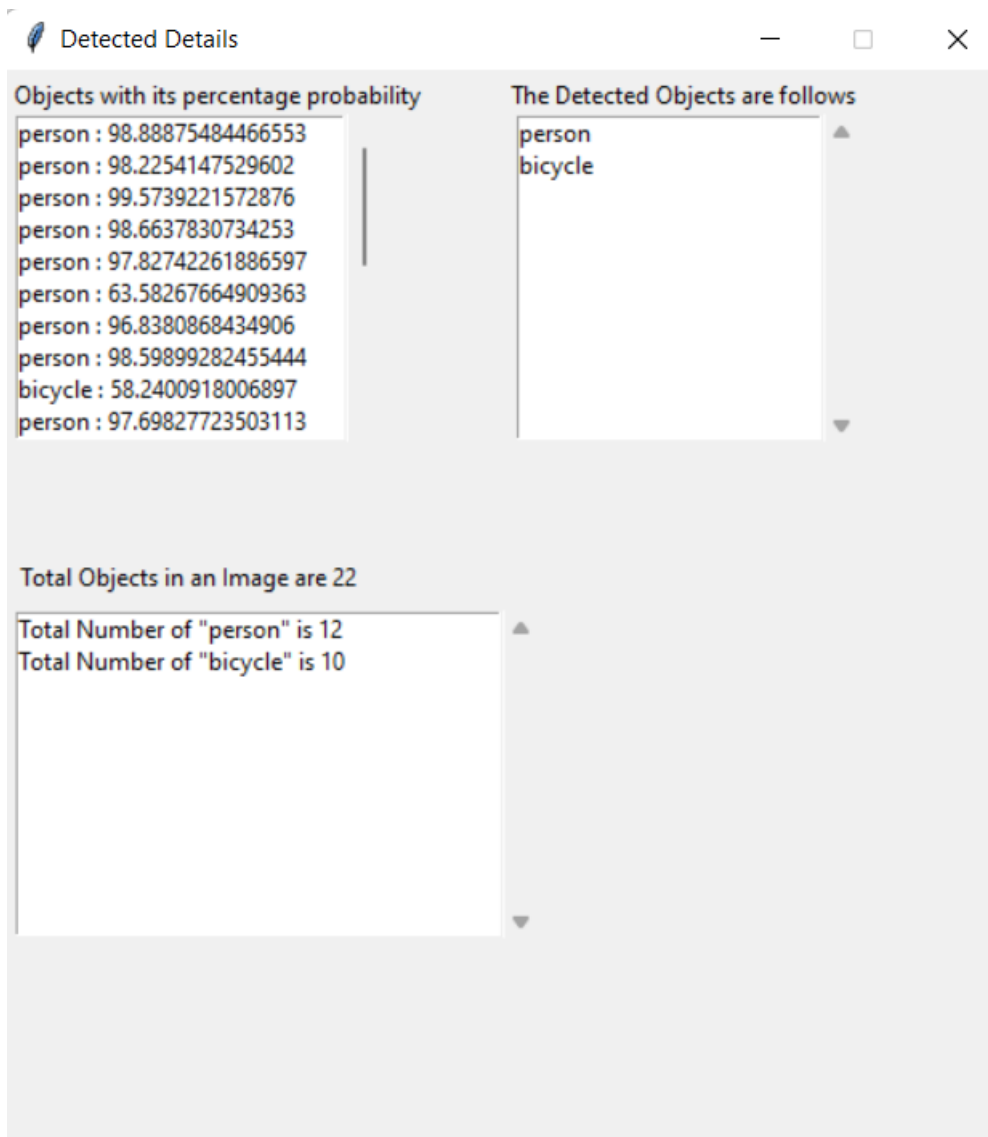 Detected Details
Objects with its percentage probability
person : 98.88875484466553
person : 98.2254147529602
person : 99.5739221572876
person : 98.6637830734253
person : 97.82742261886597
person : 63.58267664909363
person : 96.8380868434906
person : 98.59899282455444
bicycle : 58.2400918006897
person : 97.69827723503113
The Detected Objects are follows
person
bicycle
Total Objects in an Image are 22
Total Number of "person" is 12
Total Number of "bicycle" is 10